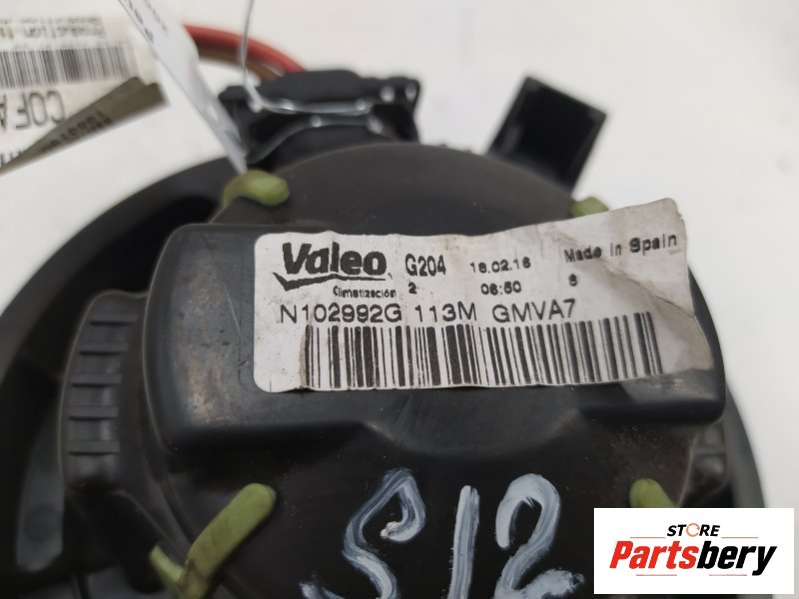 COFA
Valeo G204 18.02.16 Made in Spain
Climatización 2 06:50 6
N102992G 113M GMVA7
S12
STORE
Partsbery